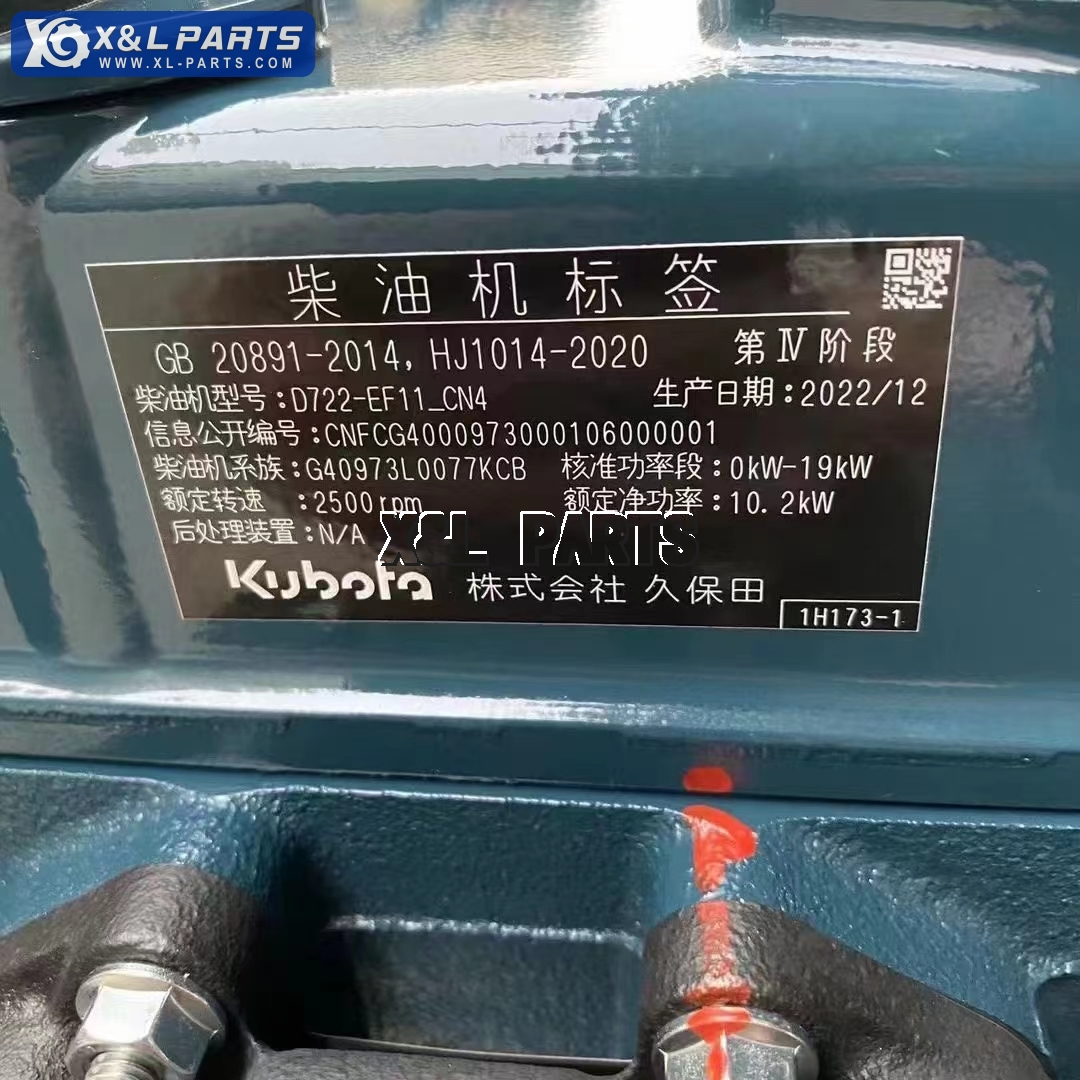 X&L PARTS
WWW.XL-PARTS.COM
柴油机标签
GB 20891-2014, HJ1014-2020 第Ⅳ阶段
柴油机型号:D722-EF11_CN4 生产日期:2022/12
信息公开编号:CNFCG4000973000106000001
柴油机系族:G40973L0077KCB 核准功率段:0kW-19kW
额定转速 :2500rpm 额定净功率:10.2kW
后处理装置:N/A
X&L PARTS
Kubota 株式会社 久保田
1H173-1